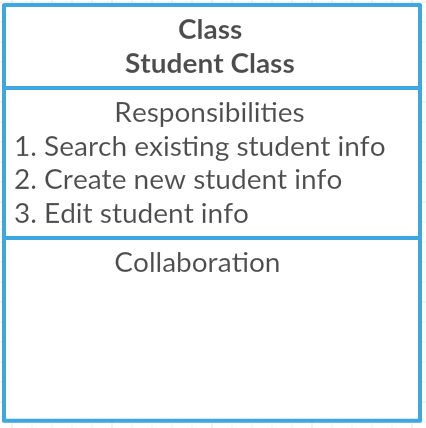 Class
Student Class
Responsibilities
1. Search existing student info
2. Create new student info
3. Edit student info
Collaboration